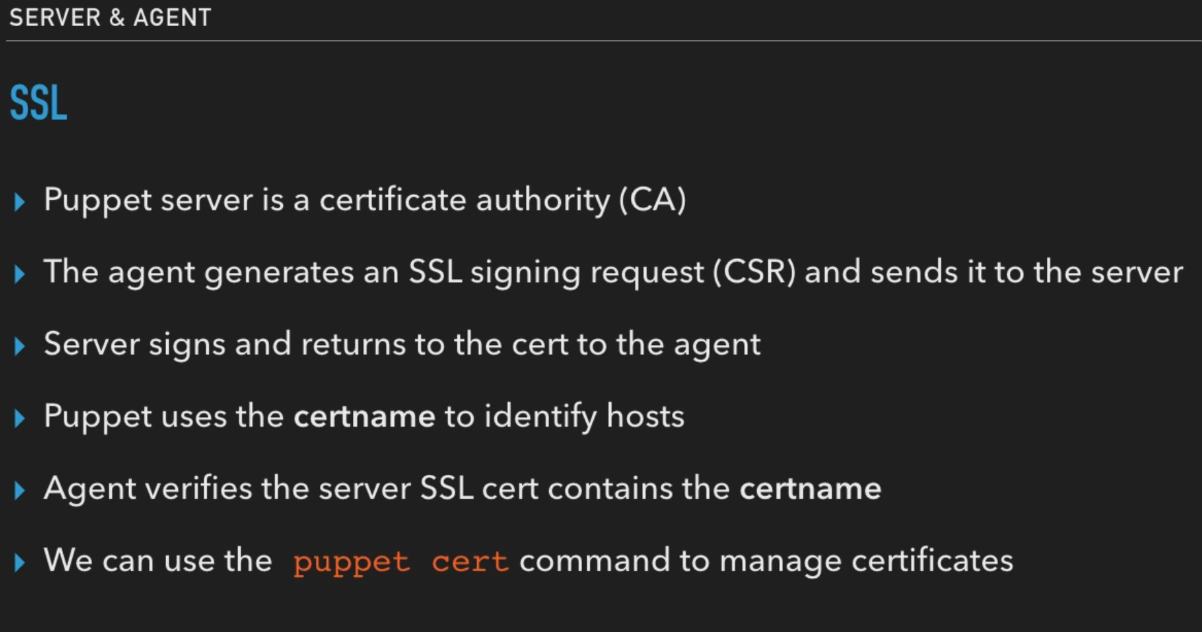 SERVER & AGENT
SSL
Puppet server is a certificate authority (CA)
The agent generates an SSL signing request (CSR) and sends it to the server
Server signs and returns to the cert to the agent
Puppet uses the certname to identify hosts
Agent verifies the server SSL cert contains the certname
We can use the puppet cert command to manage certificates